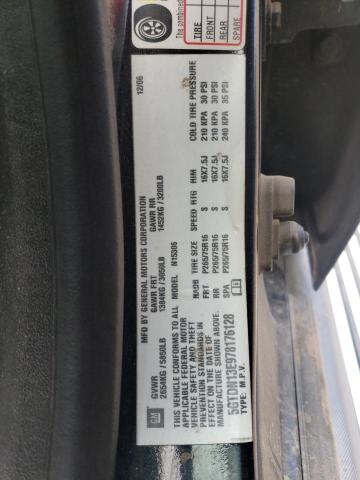 The combined
TIRE
FRONT
REAR
SPARE
GM
MFD BY GENERAL MOTORS CORPORATION
12/06
GVWR GAWR FRT GAWR RR
2654KG / 5850LB 1384KG / 3050LB 1452KG / 3200LB
THIS VEHICLE CONFORMS TO ALL
APPLICABLE FEDERAL MOTOR
VEHICLE SAFETY AND THEFT
PREVENTION STANDARDS IN
EFFECT ON THE DATE OF
MANUFACTURE SHOWN ABOVE.
5GTDN13E978176128
TYPE: M.P.V.
MODEL N15306
TIRE SIZE SPEED RTG RIM COLD TIRE PRESSURE
FRT P265/75R16 S 16X7.5J 210 KPA 30 PSI
RR P265/75R16 S 16X7.5J 210 KPA 30 PSI
SPA P265/75R16 S 16X7.5J 240 KPA 35 PSI